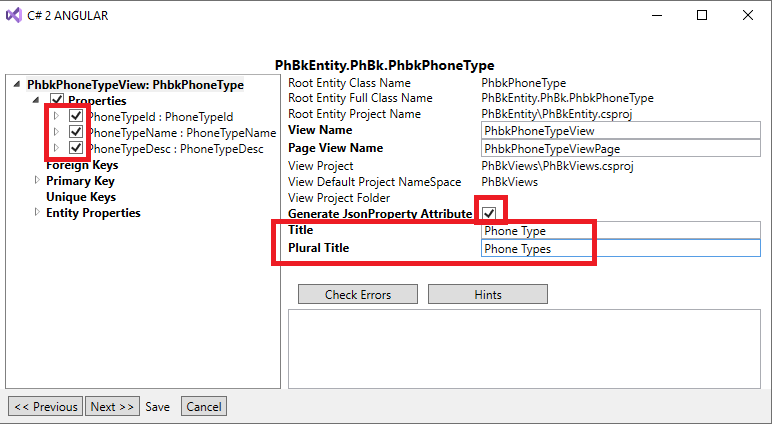 C# 2 ANGULAR
PhBkEntity.PhBk.PhbkPhoneType
PhbkPhoneTypeView: PhbkPhoneType
Properties
PhoneTypeId : PhoneTypeId
PhoneTypeName : PhoneTypeName
PhoneTypeDesc : PhoneTypeDesc
Foreign Keys
Primary Key
Unique Keys
Entity Properties
Root Entity Class Name PhbkPhoneType
Root Entity Full Class Name PhBkEntity.PhBk.PhbkPhoneType
Root Entity Project Name PhBkEntity\PhBkEntity.csproj
View Name PhbkPhoneTypeView
Page View Name PhbkPhoneTypeViewPage
View Project PhBkViews\PhBkViews.csproj
View Default Project NameSpace PhBkViews
View Project Folder
Generate JsonProperty Attribute
Title Phone Type
Plural Title Phone Types
Check Errors Hints
<< Previous Next >> Save Cancel